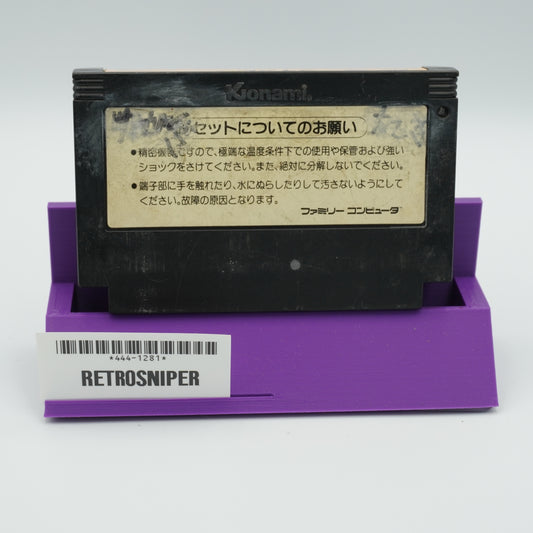 Konami
セットについてのお願い
●精密機器ですので、極端な温度条件下での使用や保管および強い
ショックをさけてください。また、絶対に分解しないでください。
●端子部に手を触れたり、水にぬらしたりして汚さないようにして
ください。故障の原因となります。
ファミリー コンピュータ™
*444-1281*
RETROSNIPER